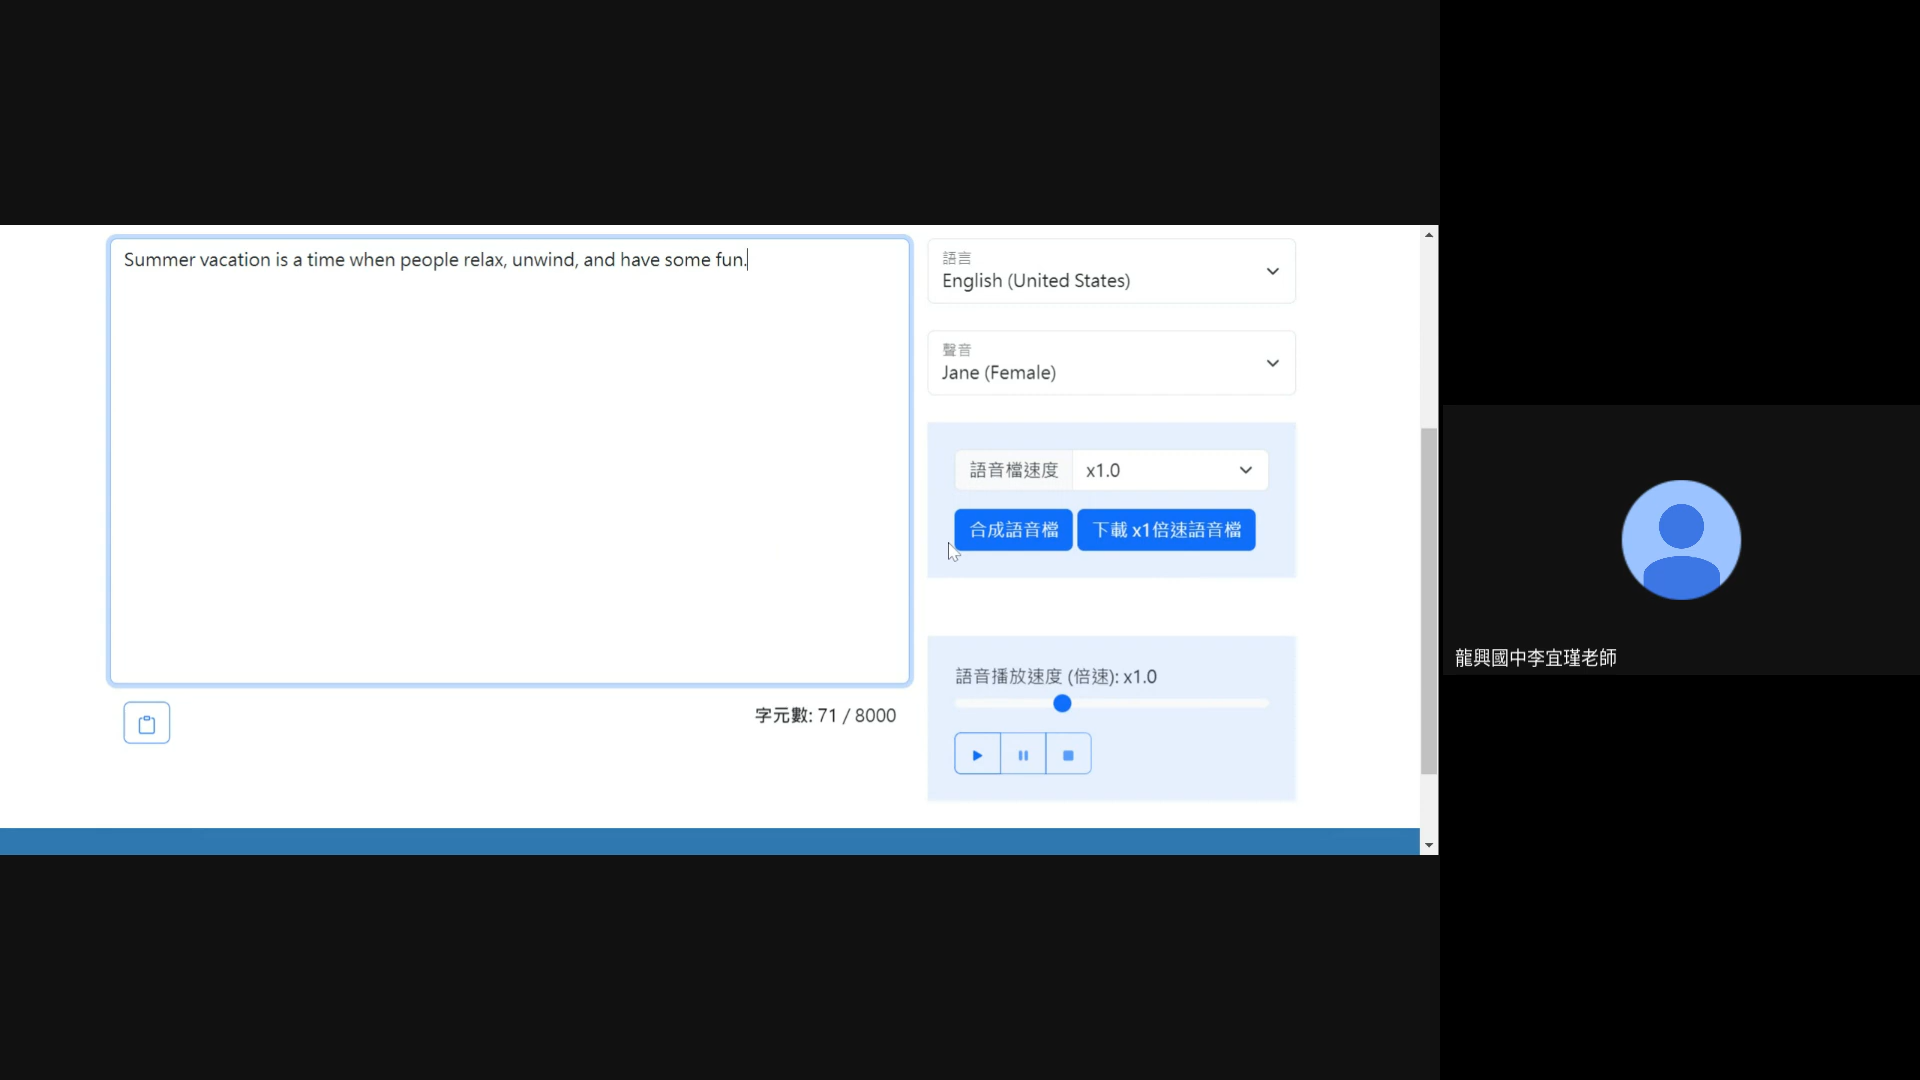 Summer vacation is a time when people relax, unwind, and have some fun.
字元數: 71 / 8000
語言
English (United States)
聲音
Jane (Female)
語音檔速度 x1.0
合成語音檔 下載 x1倍速語音檔
語音播放速度 (倍速): x1.0
龍興國中李宜瑾老師